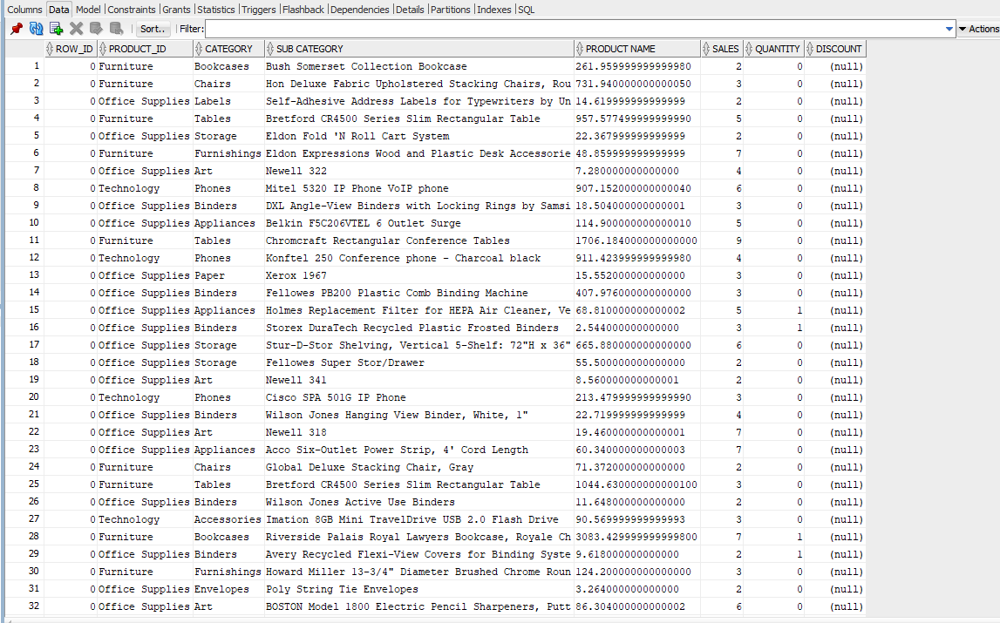 Columns Data Model Constraints Grants Statistics Triggers Flashback Dependencies Details Partitions Indexes SQL
Sort.. Filter: Actions
ROW_ID PRODUCT_ID CATEGORY SUB CATEGORY PRODUCT NAME SALES QUANTITY DISCOUNT
1 0 Furniture Bookcases Bush Somerset Collection Bookcase 261.959999999999980 2 0 (null)
2 0 Furniture Chairs Hon Deluxe Fabric Upholstered Stacking Chairs, Rou 731.940000000000050 3 0 (null)
3 0 Office Supplies Labels Self-Adhesive Address Labels for Typewriters by Un 14.619999999999999 2 0 (null)
4 0 Furniture Tables Bretford CR4500 Series Slim Rectangular Table 957.577499999999990 5 0 (null)
5 0 Office Supplies Storage Eldon Fold 'N Roll Cart System 22.367999999999999 2 0 (null)
6 0 Furniture Furnishings Eldon Expressions Wood and Plastic Desk Accessorie 48.859999999999999 7 0 (null)
7 0 Office Supplies Art Newell 322 7.280000000000000 4 0 (null)
8 0 Technology Phones Mitel 5320 IP Phone VoIP phone 907.152000000000040 6 0 (null)
9 0 Office Supplies Binders DXL Angle-View Binders with Locking Rings by Samsi 18.504000000000001 3 0 (null)
10 0 Office Supplies Appliances Belkin F5C206VTEL 6 Outlet Surge 114.900000000000010 5 0 (null)
11 0 Furniture Tables Chromcraft Rectangular Conference Tables 1706.184000000000000 9 0 (null)
12 0 Technology Phones Konftel 250 Conference phone - Charcoal black 911.423999999999980 4 0 (null)
13 0 Office Supplies Paper Xerox 1967 15.552000000000000 3 0 (null)
14 0 Office Supplies Binders Fellowes PB200 Plastic Comb Binding Machine 407.976000000000000 3 0 (null)
15 0 Office Supplies Appliances Holmes Replacement Filter for HEPA Air Cleaner, Ve 68.810000000000002 5 1 (null)
16 0 Office Supplies Binders Storex DuraTech Recycled Plastic Frosted Binders 2.544000000000000 3 1 (null)
17 0 Office Supplies Storage Stur-D-Stor Shelving, Vertical 5-Shelf: 72"H x 36" 665.880000000000000 6 0 (null)
18 0 Office Supplies Storage Fellowes Super Stor/Drawer 55.500000000000000 2 0 (null)
19 0 Office Supplies Art Newell 341 8.560000000000001 2 0 (null)
20 0 Technology Phones Cisco SPA 501G IP Phone 213.479999999999990 3 0 (null)
21 0 Office Supplies Binders Wilson Jones Hanging View Binder, White, 1" 22.719999999999999 4 0 (null)
22 0 Office Supplies Art Newell 318 19.460000000000001 7 0 (null)
23 0 Office Supplies Appliances Acco Six-Outlet Power Strip, 4' Cord Length 60.340000000000003 7 0 (null)
24 0 Furniture Chairs Global Deluxe Stacking Chair, Gray 71.372000000000000 2 0 (null)
25 0 Furniture Tables Bretford CR4500 Series Slim Rectangular Table 1044.630000000000100 3 0 (null)
26 0 Office Supplies Binders Wilson Jones Active Use Binders 11.648000000000000 2 0 (null)
27 0 Technology Accessories Imation 8GB Mini TravelDrive USB 2.0 Flash Drive 90.569999999999993 3 0 (null)
28 0 Furniture Bookcases Riverside Palais Royal Lawyers Bookcase, Royale Ch 3083.429999999999800 7 1 (null)
29 0 Office Supplies Binders Avery Recycled Flexi-View Covers for Binding Syste 9.618000000000000 2 1 (null)
30 0 Furniture Furnishings Howard Miller 13-3/4" Diameter Brushed Chrome Roun 124.200000000000000 3 0 (null)
31 0 Office Supplies Envelopes Poly String Tie Envelopes 3.264000000000000 2 0 (null)
32 0 Office Supplies Art BOSTON Model 1800 Electric Pencil Sharpeners, Putt 86.304000000000002 6 0 (null)